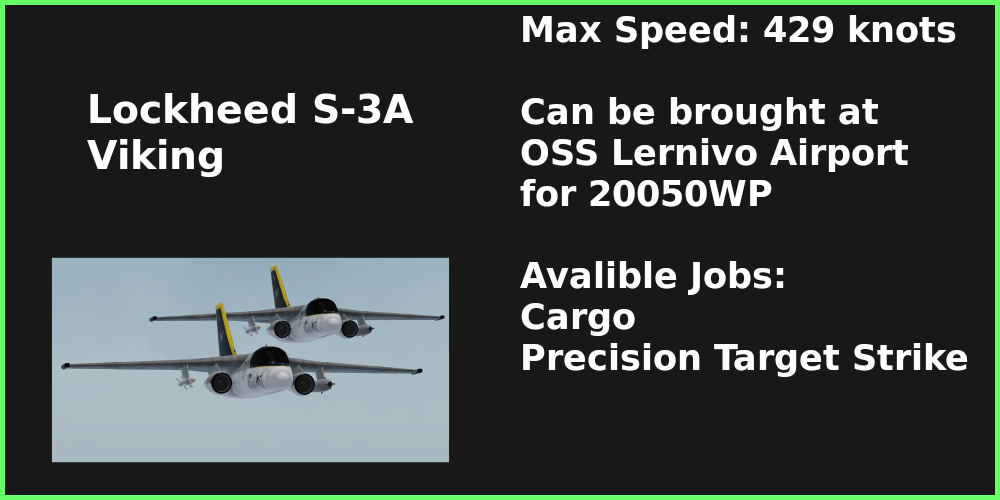 Lockheed S-3A
Viking
Max Speed: 429 knots
Can be brought at
OSS Lernivo Airport
for 20050WP
Avalible Jobs:
Cargo
Precision Target Strike